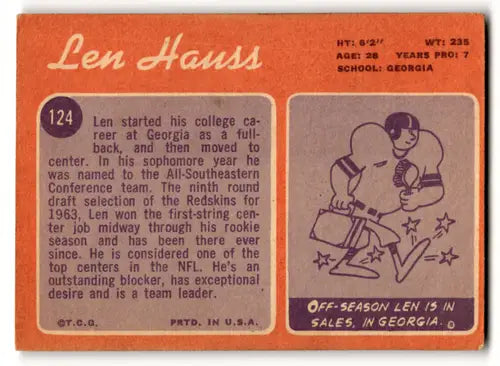 Len Hauss
HT: 6'2" WT: 235
AGE: 28 YEARS PRO: 7
SCHOOL: GEORGIA
124
Len started his college ca-
reer at Georgia as a full-
back, and then moved to
center. In his sophomore year he
was named to the All-Southeastern
Conference team. The ninth round
draft selection of the Redskins for
1963, Len won the first-string cen-
ter job midway through his rookie
season and has been there ever
since. He is considered one of the
top centers in the NFL. He's an
outstanding blocker, has exceptional
desire and is a team leader.
©T.C.G. PRTD. IN U.S.A.
OFF-SEASON LEN IS IN
SALES, IN GEORGIA.